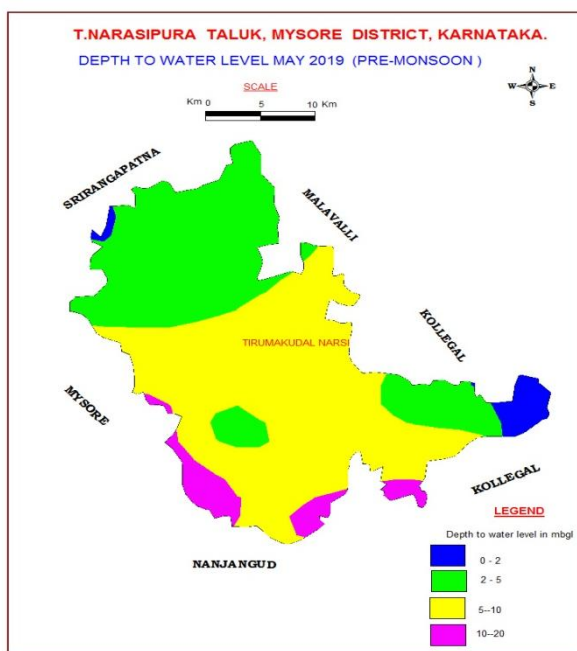 T.NARASIPURA TALUK, MYSORE DISTRICT, KARNATAKA.
DEPTH TO WATER LEVEL MAY 2019 (PRE-MONSOON )
SCALE
Km 0 5 10 Km
N
W E
S
SRIRANGAPATNA
MALAVALLI
TIRUMAKUDAL NARSI
KOLLEGAL
MYSORE
KOLLEGAL
NANJANGUD
LEGEND
Depth to water level in mbgl
0 - 2
2 - 5
5--10
10--20